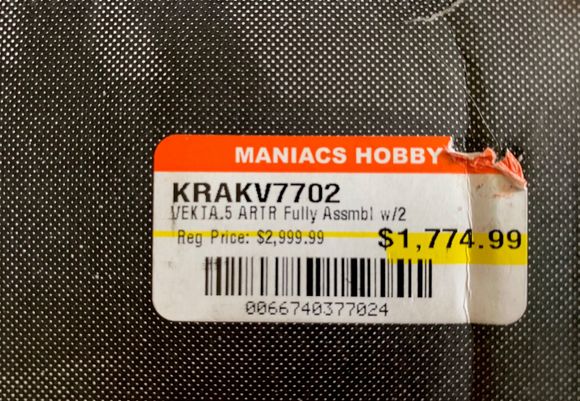 MANIACS HOBBY
KRAKV7702
VEKTA.5 ARTR Fully Assmbl w/2
Reg Price: $2,999.99 $1,774.99
0066740377024